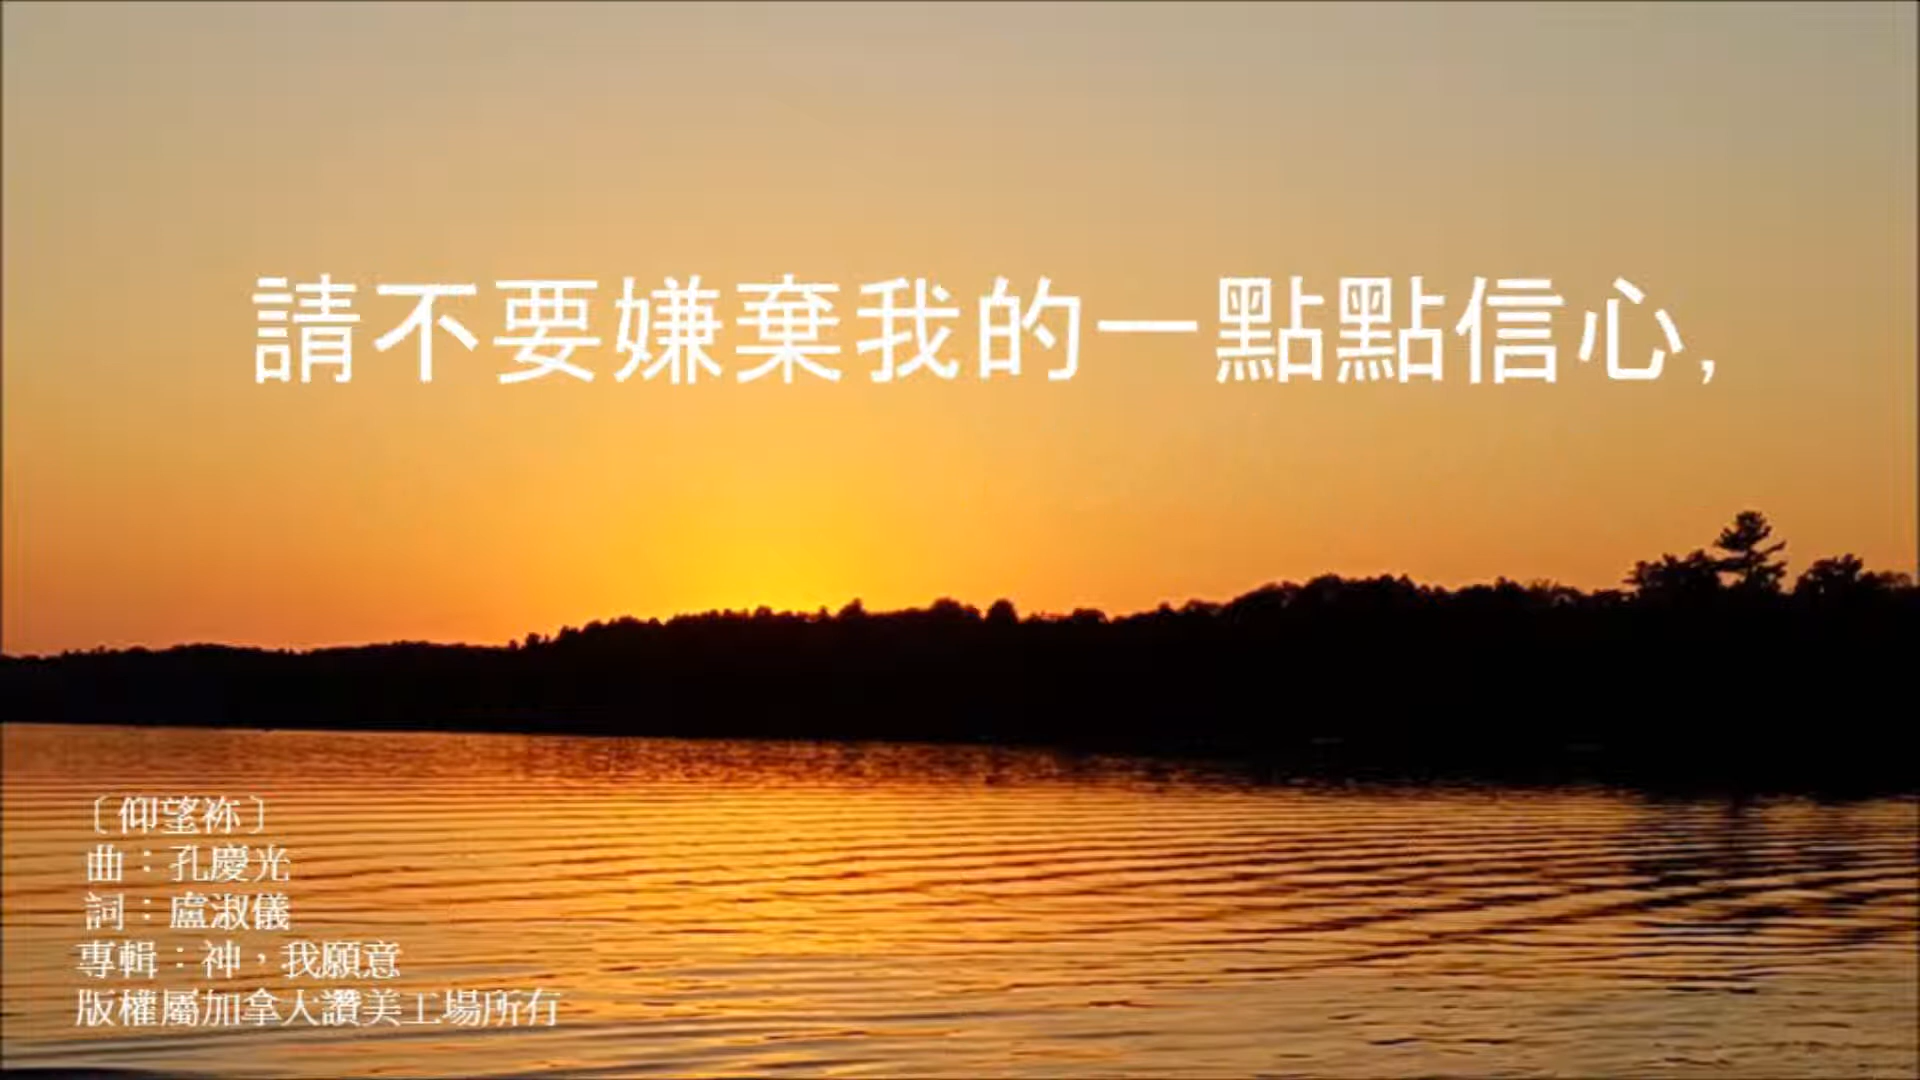 請不要嫌棄我的一點點信心,
〔仰望祢〕
曲：孔慶光
詞：盧淑儀
專輯：神，我願意
版權屬加拿大讚美工場所有